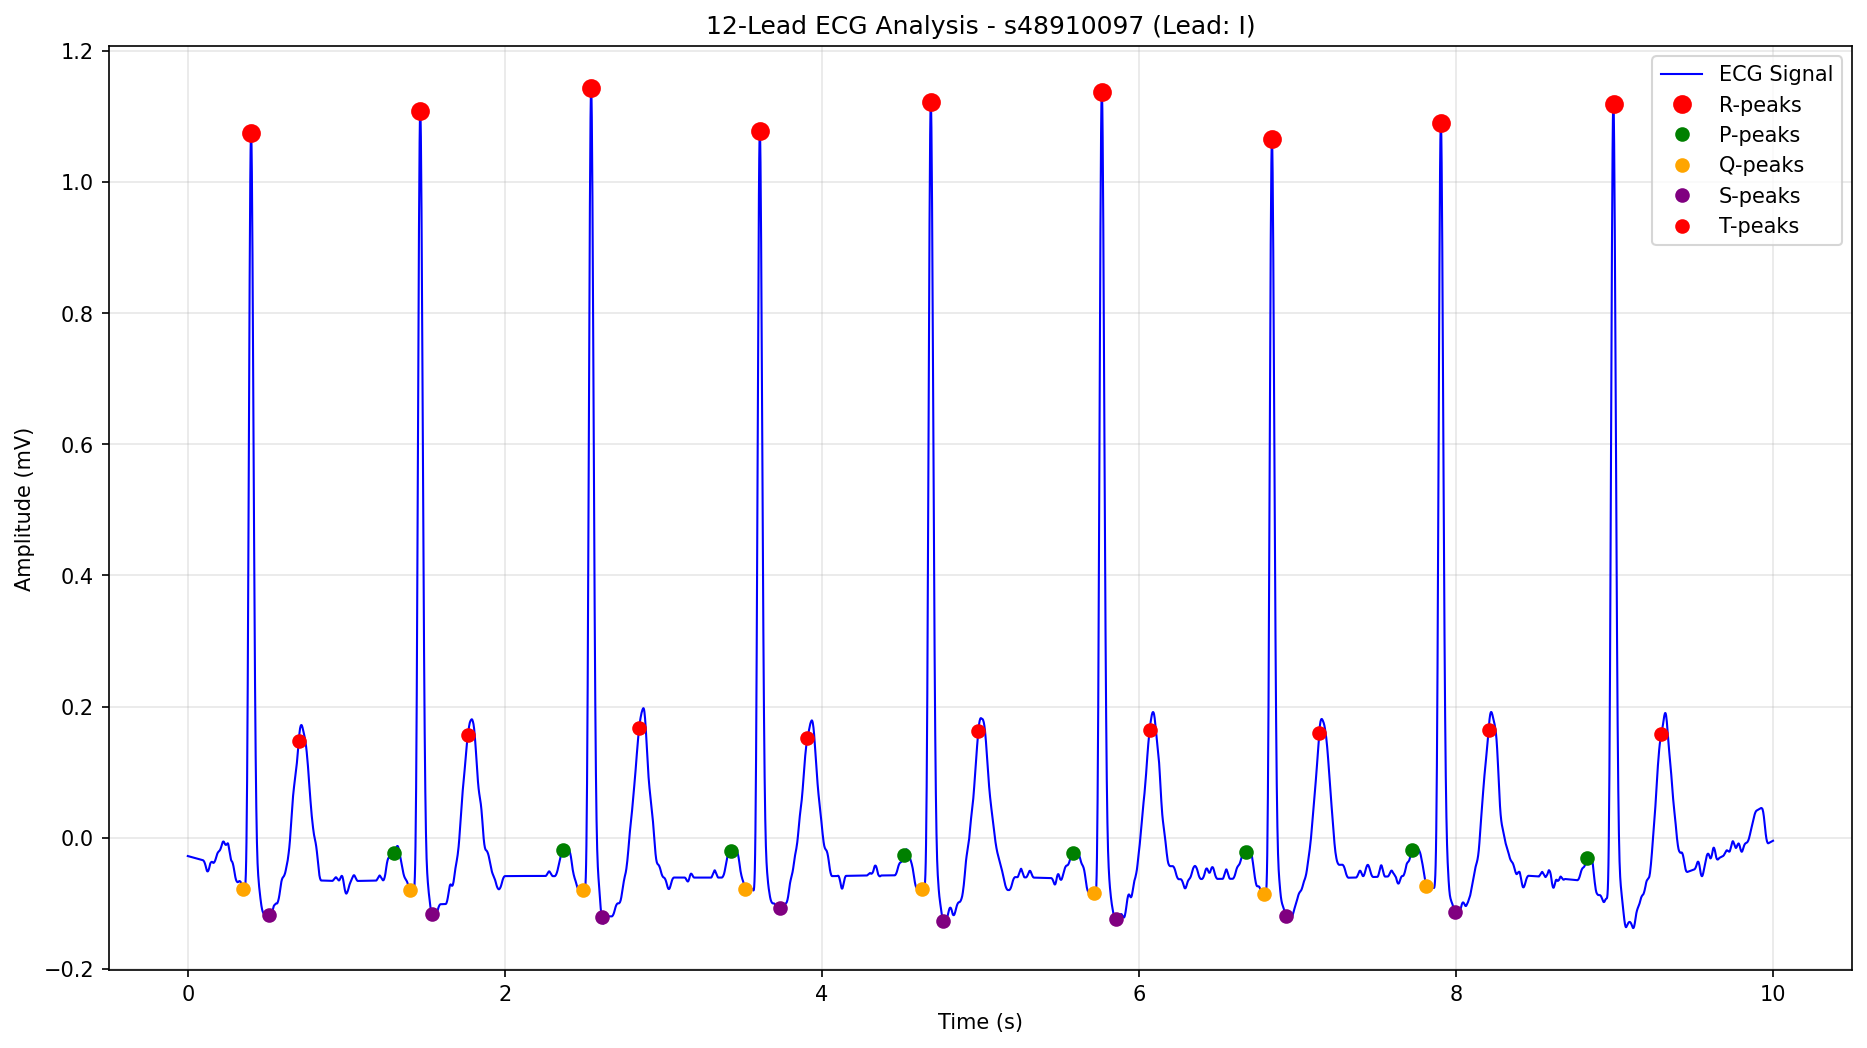 12-Lead ECG Analysis - s48910097 (Lead: I)
ECG Signal
R-peaks
P-peaks
Q-peaks
S-peaks
T-peaks
Amplitude (mV)
1.2
1.0
0.8
0.6
0.4
0.2
0.0
−0.2
0 2 4 6 8 10
Time (s)